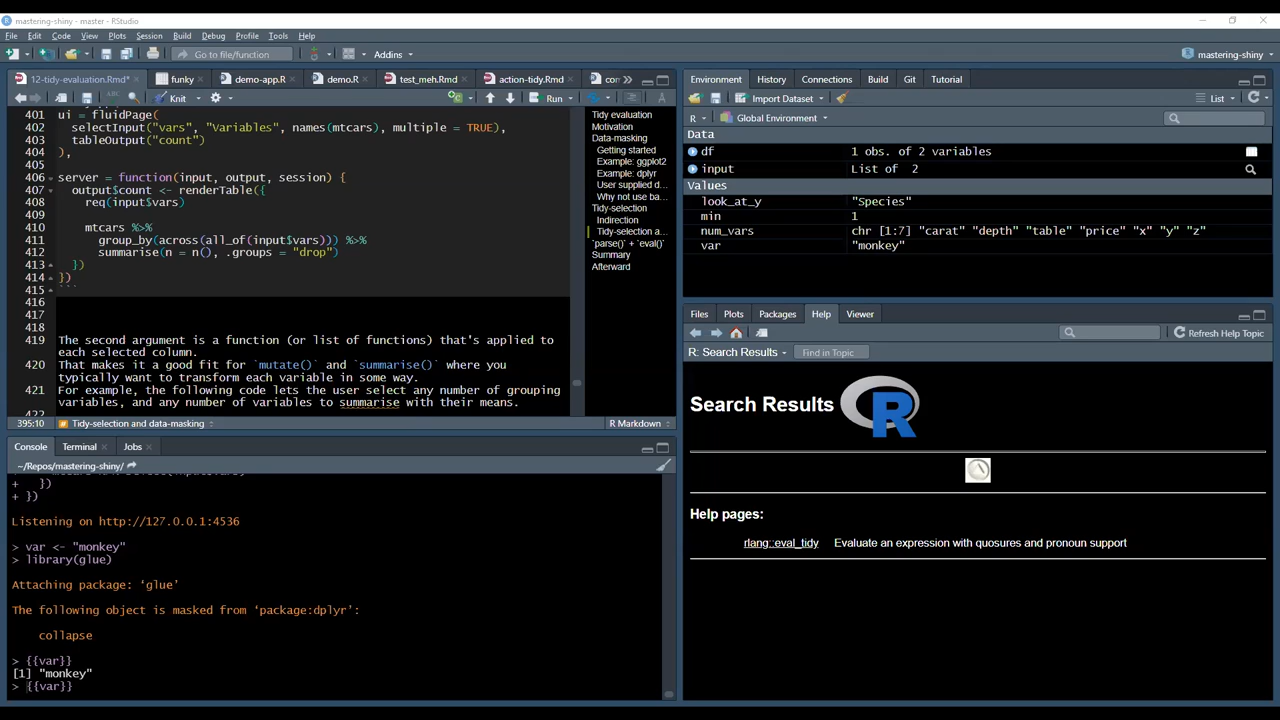 mastering-shiny - master - RStudio
File Edit Code View Plots Session Build Debug Profile Tools Help
Go to file/function Addins mastering-shiny
12-tidy-evaluation.Rmd* funky demo-app.R demo.R test_meh.Rmd action-tidy.Rmd
ABC Knit Run
401 ui = fluidPage(
402 selectInput("vars", "Variables", names(mtcars), multiple = TRUE),
403 tableOutput("count")
404 ),
405
406 server = function(input, output, session) {
407 output$count <- renderTable({
408 req(input$vars)
409
410 mtcars %>%
411 group_by(across(all_of(input$vars))) %>%
412 summarise(n = n(), .groups = "drop")
413 })
414 })
415 ```
416
417
418
419 The second argument is a function (or list of functions) that's applied to
each selected column.
420 That makes it a good fit for `mutate()` and `summarise()` where you
typically want to transform each variable in some way.
421 For example, the following code lets the user select any number of grouping
variables, and any number of variables to summarise with their means.
422
395:10 Tidy-selection and data-masking R Markdown
Tidy evaluation
Motivation
Data-masking
Getting started
Example: ggplot2
Example: dplyr
User supplied d...
Why not use ba...
Tidy-selection
Indirection
Tidy-selection a...
`parse()` + `eval()`
Summary
Afterward
Console Terminal Jobs
~/Repos/mastering-shiny/
+ })
+ })
Listening on http://127.0.0.1:4536
> var <- "monkey"
> library(glue)
Attaching package: ‘glue’
The following object is masked from ‘package:dplyr’:
collapse
> {{var}}
[1] "monkey"
> {{var}}
Environment History Connections Build Git Tutorial
Import Dataset List
R Global Environment
Data
df 1 obs. of 2 variables
input List of 2
Values
look_at_y "Species"
min 1
num_vars chr [1:7] "carat" "depth" "table" "price" "x" "y" "z"
var "monkey"
Files Plots Packages Help Viewer
Refresh Help Topic
R: Search Results Find in Topic
Search Results R
Help pages:
rlang::eval_tidy Evaluate an expression with quosures and pronoun support